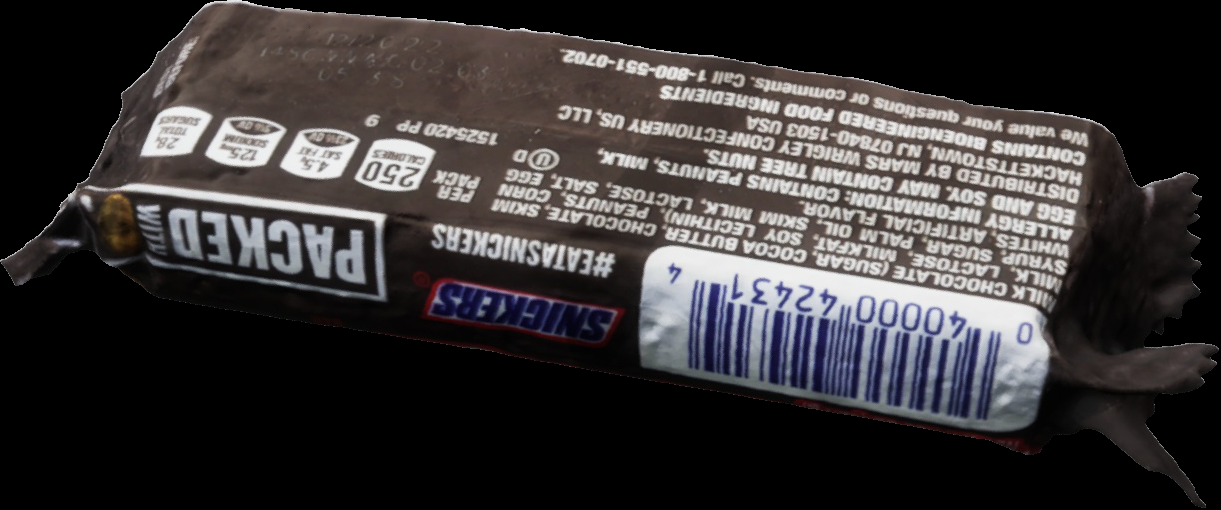 MILK CHOCOLATE (SUGAR, COCOA BUTTER, CHOCOLATE, SKIM
MILK, LACTOSE, MILKFAT, SOY LECITHIN), PEANUTS, CORN
SYRUP, SUGAR, PALM OIL, SKIM MILK, LACTOSE, SALT, EGG
WHITES, ARTIFICIAL FLAVOR.
ALLERGY INFORMATION: CONTAINS PEANUTS, MILK,
EGG AND SOY. MAY CONTAIN TREE NUTS.
DISTRIBUTED BY MARS WRIGLEY CONFECTIONERY US, LLC
HACKETTSTOWN, NJ 07840-1503 USA
CONTAINS BIOENGINEERED FOOD INGREDIENTS
We value your questions or comments. Call 1-800-551-0702.
U D
1525420 PP 9
PER
PACK
250
CALORIES
4.5g
SAT FAT
125mg
SODIUM
28g
TOTAL
SUGARS
0 40000 42431 4
#EATASNICKERS
SNICKERS
PACKED
WITH